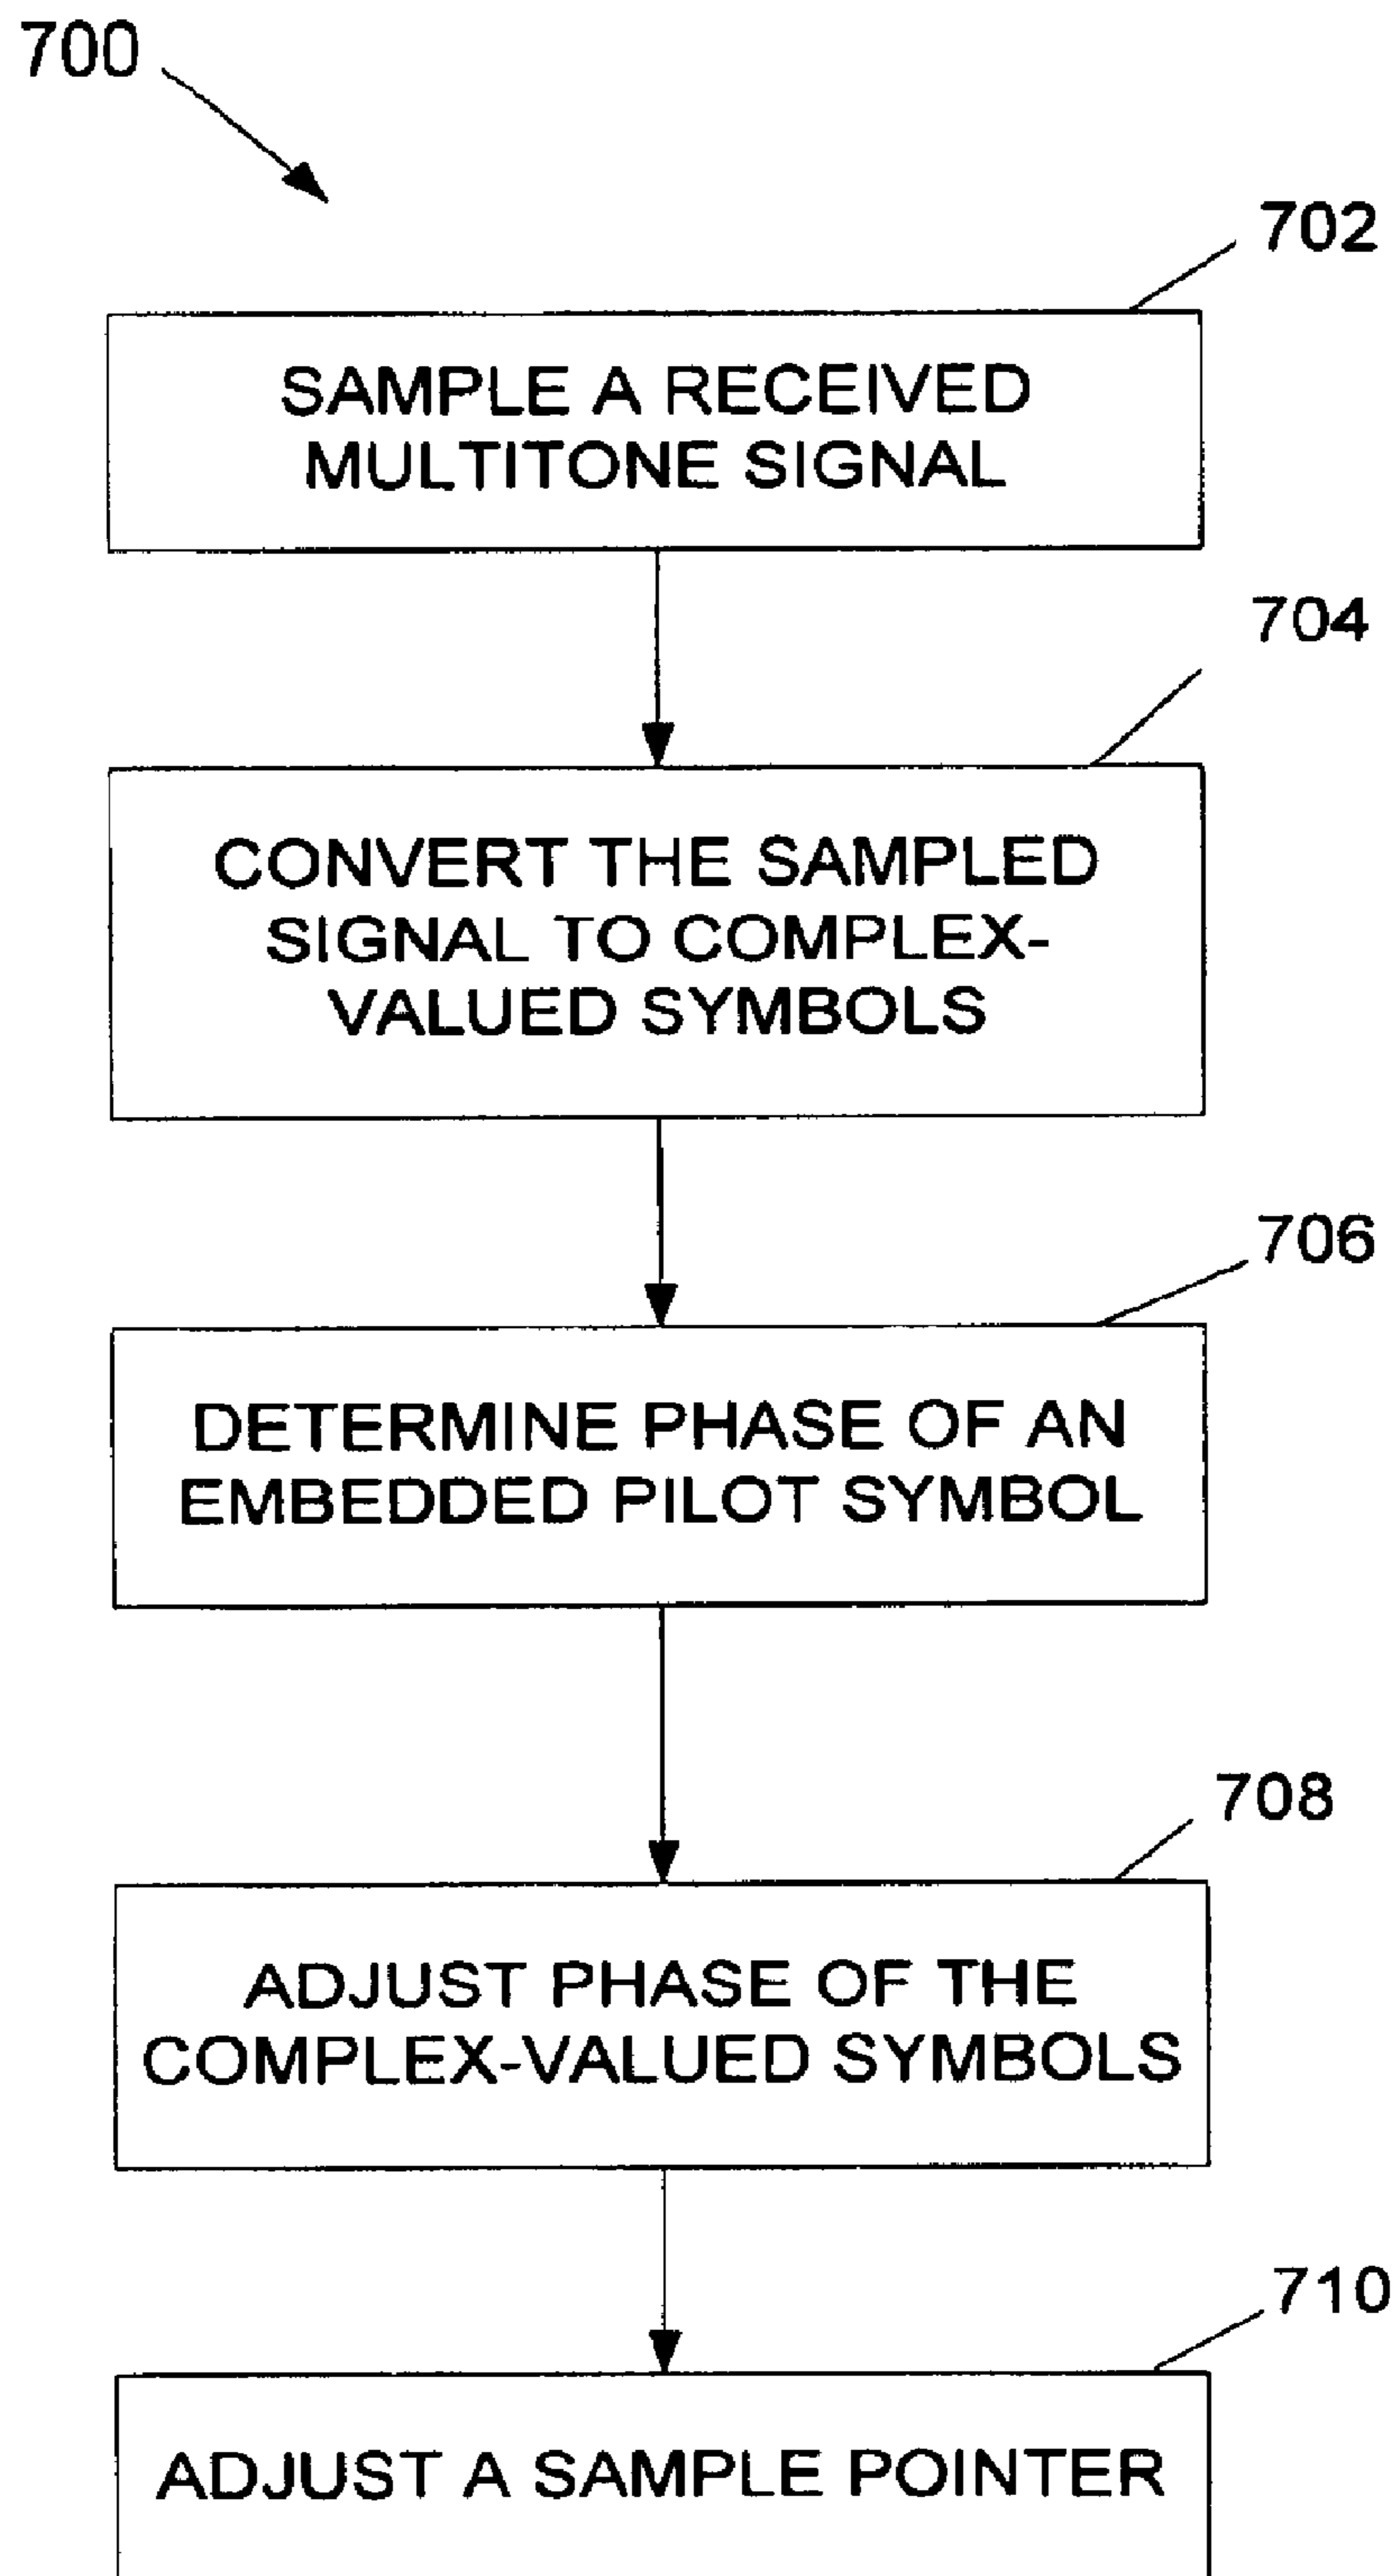 700
702
SAMPLE A RECEIVED
MULTITONE SIGNAL
704
CONVERT THE SAMPLED
SIGNAL TO COMPLEX-
VALUED SYMBOLS
706
DETERMINE PHASE OF AN
EMBEDDED PILOT SYMBOL
708
ADJUST PHASE OF THE
COMPLEX-VALUED SYMBOLS
710
ADJUST A SAMPLE POINTER